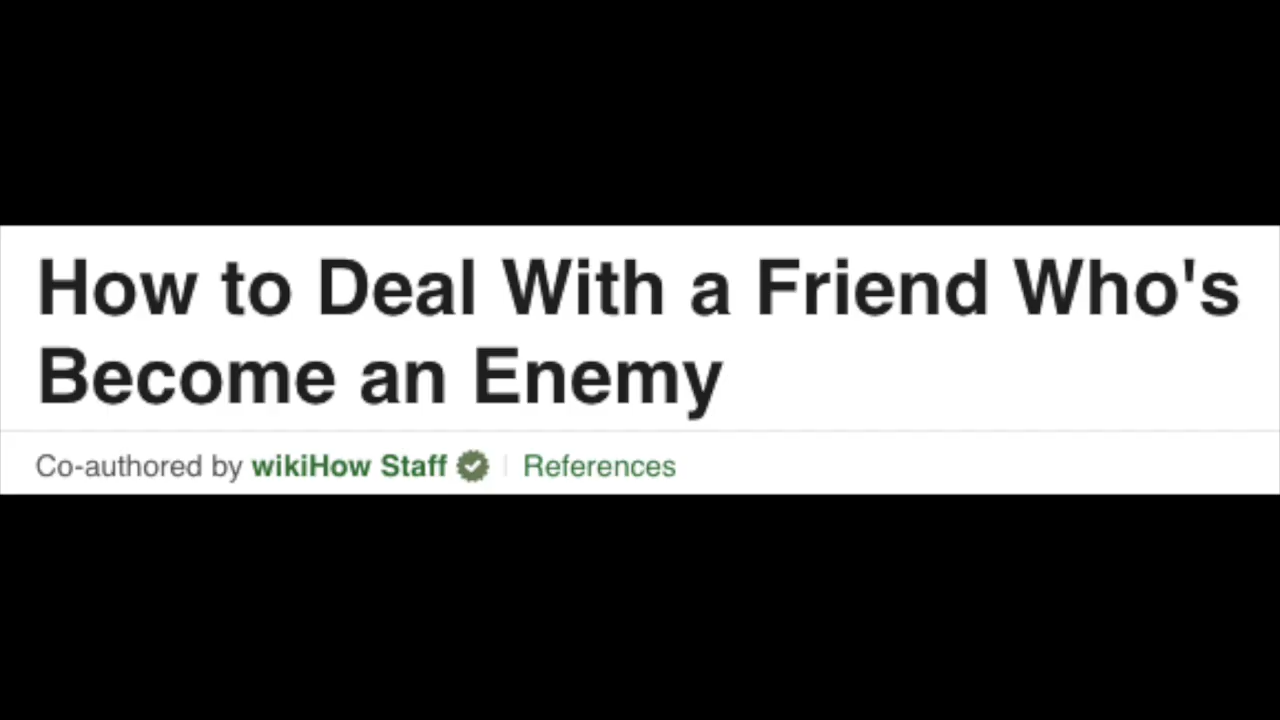 How to Deal With a Friend Who's
Become an Enemy
Co-authored by wikiHow Staff | References